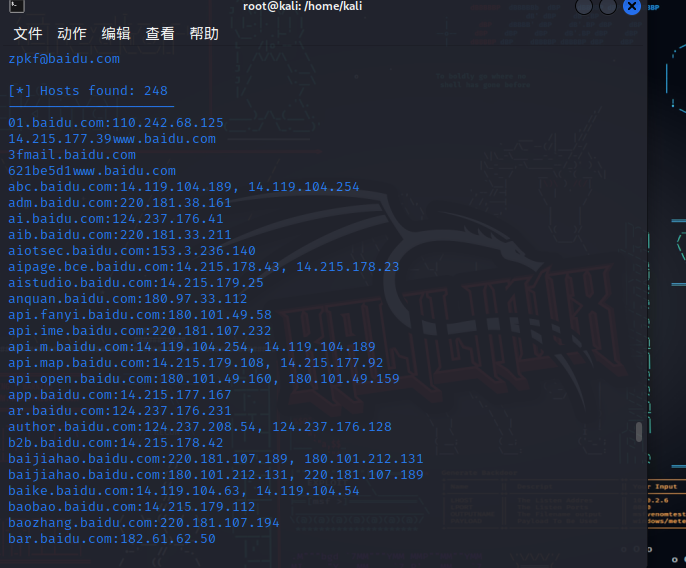 root@kali: /home/kali
文件 动作 编辑 查看 帮助
zpkf@baidu.com
[*] Hosts found: 248
---------------------
01.baidu.com:110.242.68.125
14.215.177.39www.baidu.com
3fmail.baidu.com
621be5d1www.baidu.com
abc.baidu.com:14.119.104.189, 14.119.104.254
adm.baidu.com:220.181.38.161
ai.baidu.com:124.237.176.41
aib.baidu.com:220.181.33.211
aiotsec.baidu.com:153.3.236.140
aipage.bce.baidu.com:14.215.178.43, 14.215.178.23
aistudio.baidu.com:14.215.179.25
anquan.baidu.com:180.97.33.112
api.fanyi.baidu.com:180.101.49.58
api.ime.baidu.com:220.181.107.232
api.m.baidu.com:14.119.104.254, 14.119.104.189
api.map.baidu.com:14.215.179.108, 14.215.177.92
api.open.baidu.com:180.101.49.160, 180.101.49.159
app.baidu.com:14.215.177.167
ar.baidu.com:124.237.176.231
author.baidu.com:124.237.208.54, 124.237.176.128
b2b.baidu.com:14.215.178.42
baijiahao.baidu.com:220.181.107.189, 180.101.212.131
baijiahao.baidu.com:180.101.212.131, 220.181.107.189
baike.baidu.com:14.119.104.63, 14.119.104.54
baobao.baidu.com:14.215.179.112
baozhang.baidu.com:220.181.107.194
bar.baidu.com:182.61.62.50
BBP
r Input
0.2.6
venomtest
dows/mete